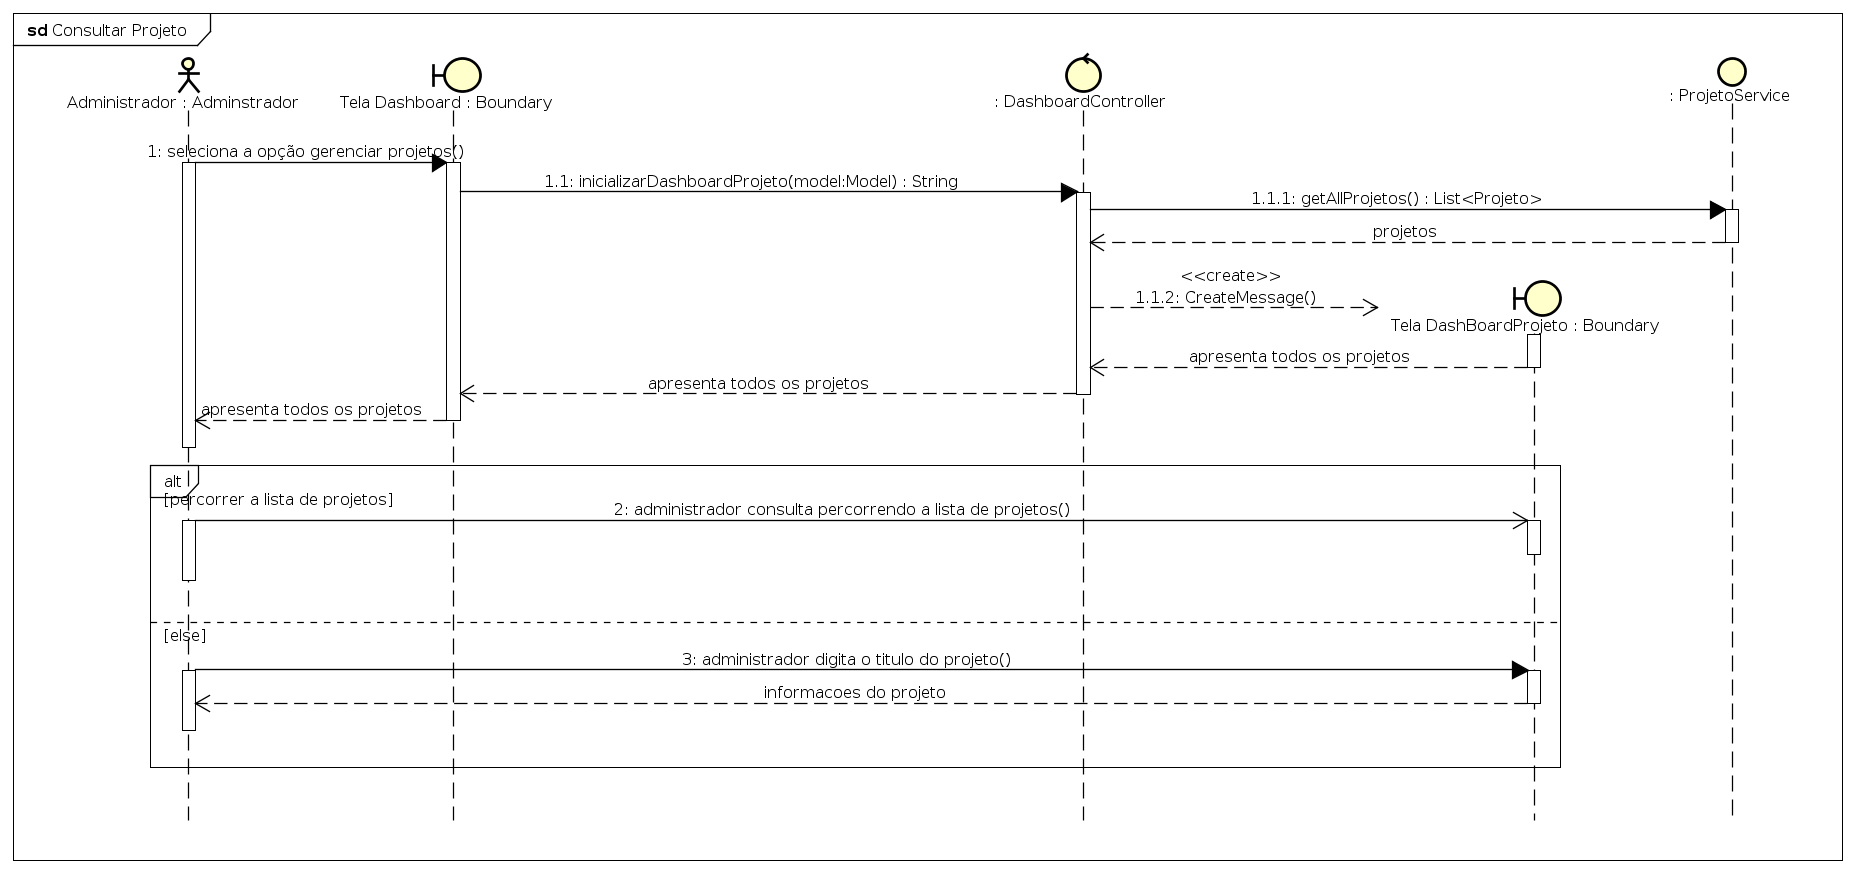 sd Consultar Projeto
Administrador : Adminstrador
Tela Dashboard : Boundary
: DashboardController
: ProjetoService
1: seleciona a opção gerenciar projetos()
1.1: inicializarDashboardProjeto(model:Model) : String
1.1.1: getAllProjetos() : List<Projeto>
projetos
<<create>>
1.1.2: CreateMessage()
Tela DashBoardProjeto : Boundary
apresenta todos os projetos
apresenta todos os projetos
apresenta todos os projetos
alt
[percorrer a lista de projetos]
2: administrador consulta percorrendo a lista de projetos()
[else]
3: administrador digita o titulo do projeto()
informacoes do projeto